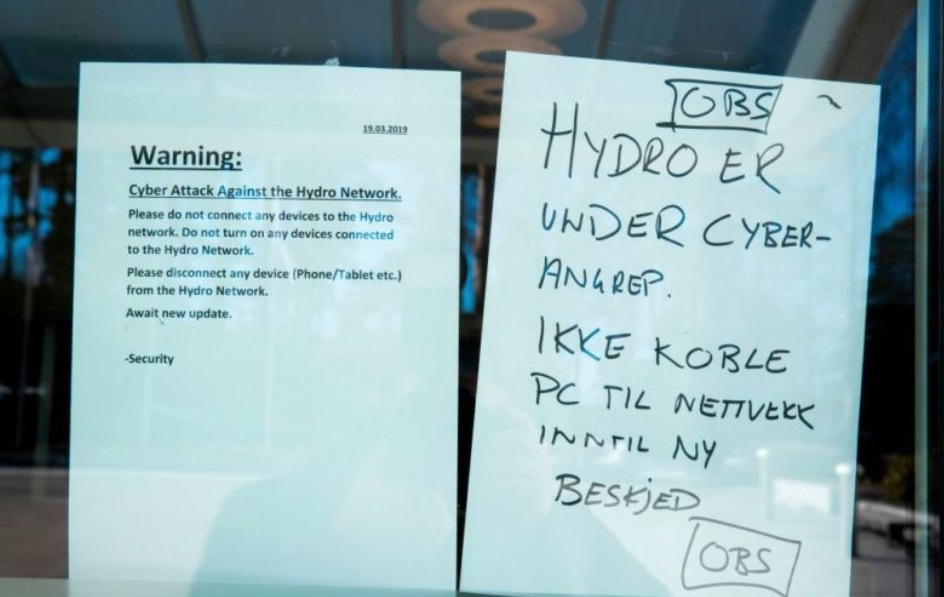 19.03.2019
Warning:
Cyber Attack Against the Hydro Network.
Please do not connect any devices to the Hydro
network. Do not turn on any devices connected
to the Hydro Network.
Please disconnect any device (Phone/Tablet etc.)
from the Hydro Network.
Await new update.
-Security
OBS
HYDRO ER
UNDER CYBER-
ANGREP.
IKKE KOBLE
PC TIL NETTVERK
INNTIL NY
BESKJED
OBS